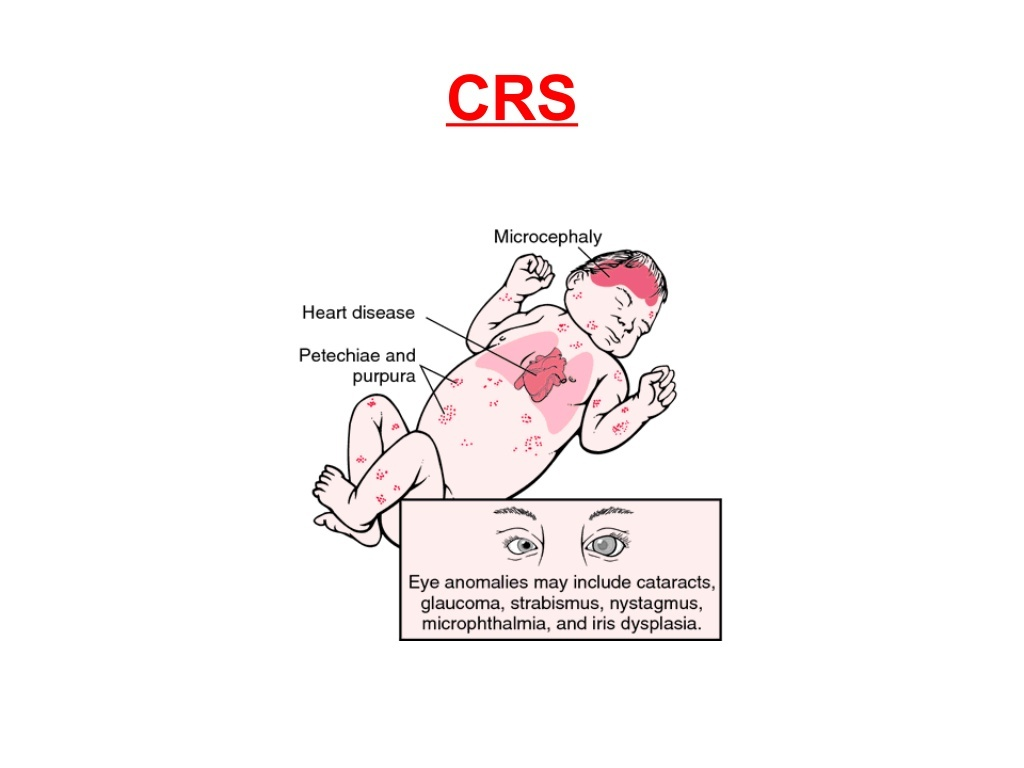 CRS
Microcephaly
Heart disease
Petechiae and
purpura
Eye anomalies may include cataracts,
glaucoma, strabismus, nystagmus,
microphthalmia, and iris dysplasia.